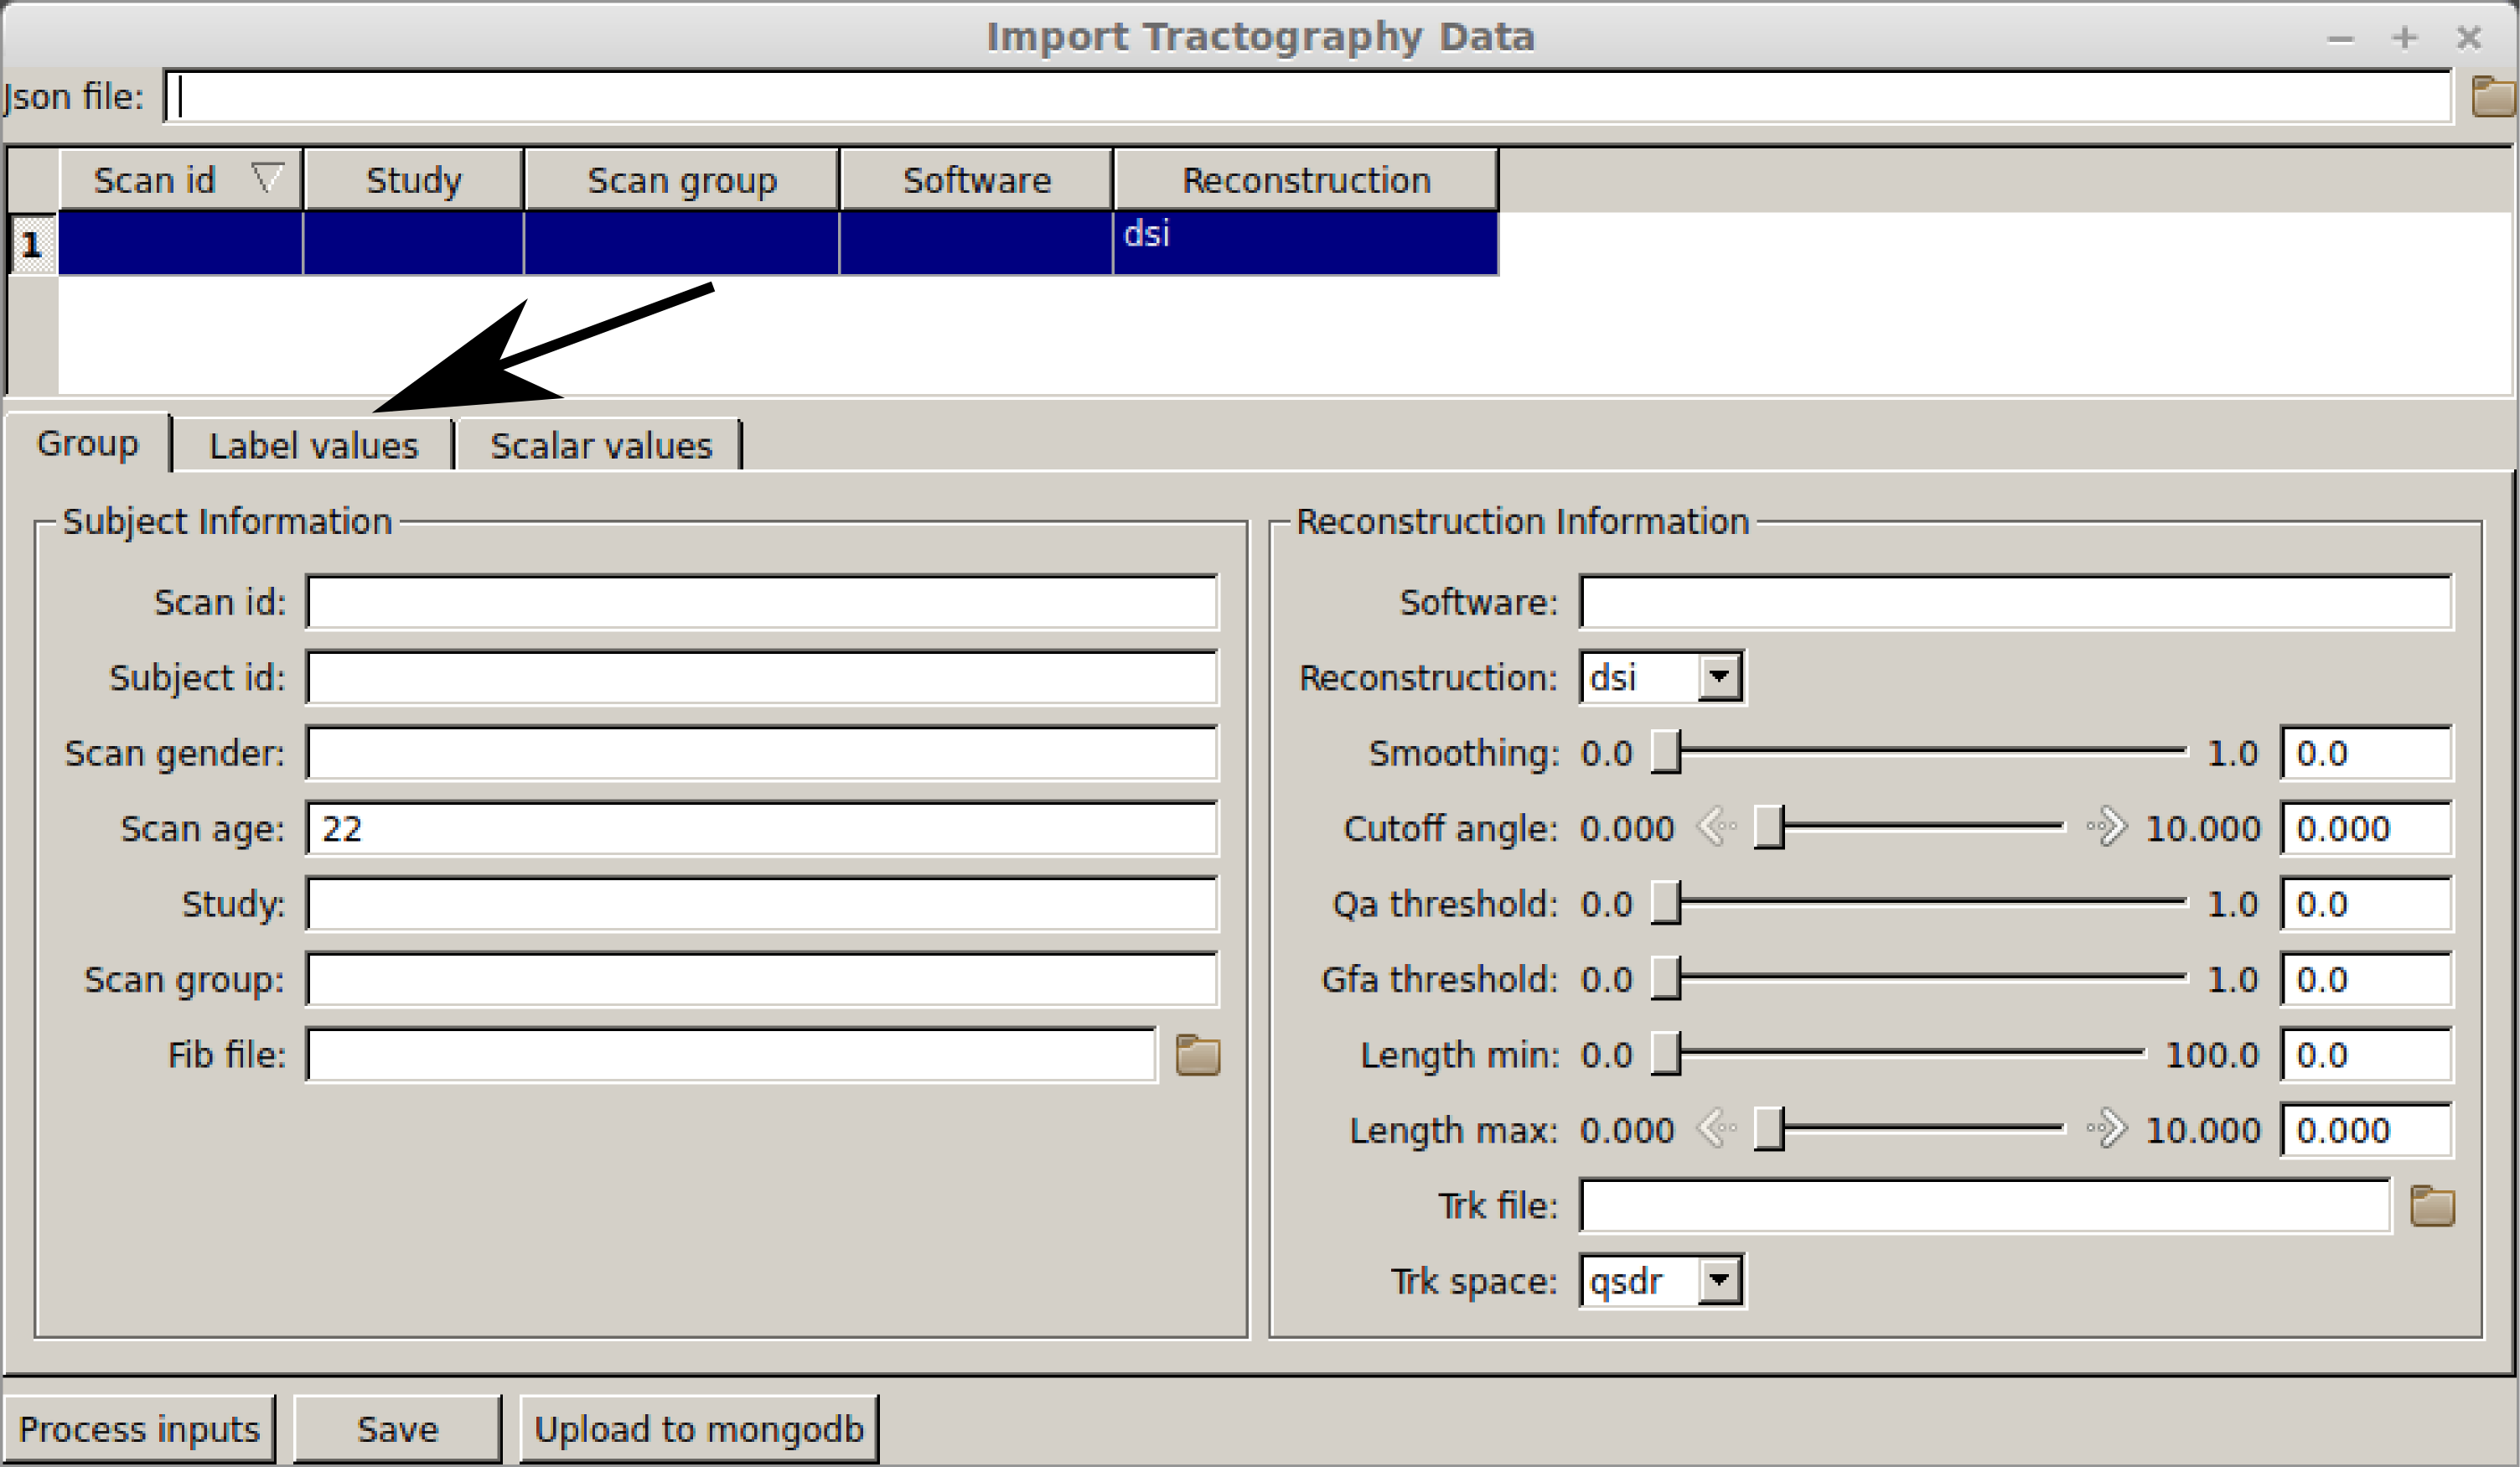 Import Tractography Data
Json file:
Scan id Study Scan group Software Reconstruction
1 dsi
Group Label values Scalar values
Subject Information
Scan id:
Subject id:
Scan gender:
Scan age: 22
Study:
Scan group:
Fib file:
Reconstruction Information
Software:
Reconstruction: dsi
Smoothing: 0.0 1.0 0.0
Cutoff angle: 0.000 10.000 0.000
Qa threshold: 0.0 1.0 0.0
Gfa threshold: 0.0 1.0 0.0
Length min: 0.0 100.0 0.0
Length max: 0.000 10.000 0.000
Trk file:
Trk space: qsdr
Process inputs Save Upload to mongodb